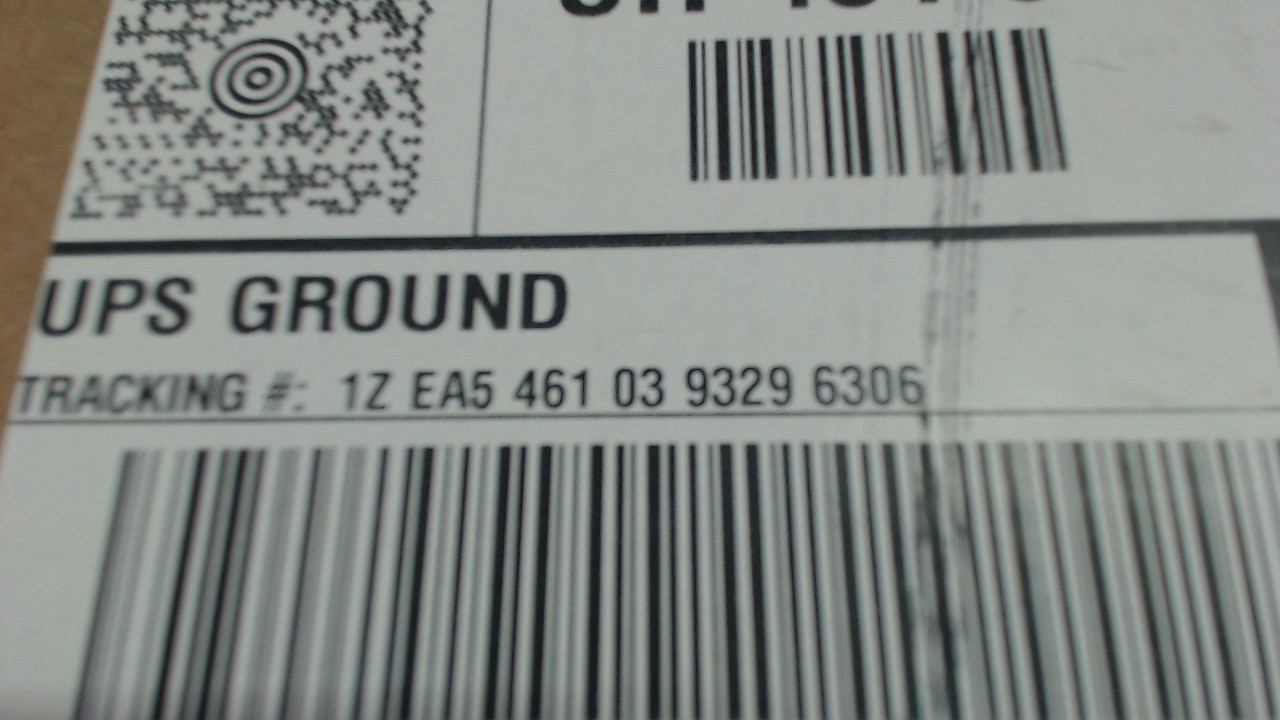 UPS GROUND
TRACKING #: 1Z EA5 461 03 9329 6306